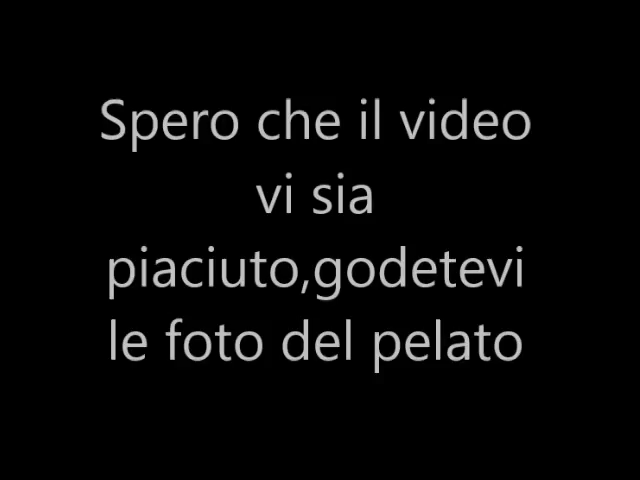 Spero che il video
vi sia
piaciuto,godetevi
le foto del pelato